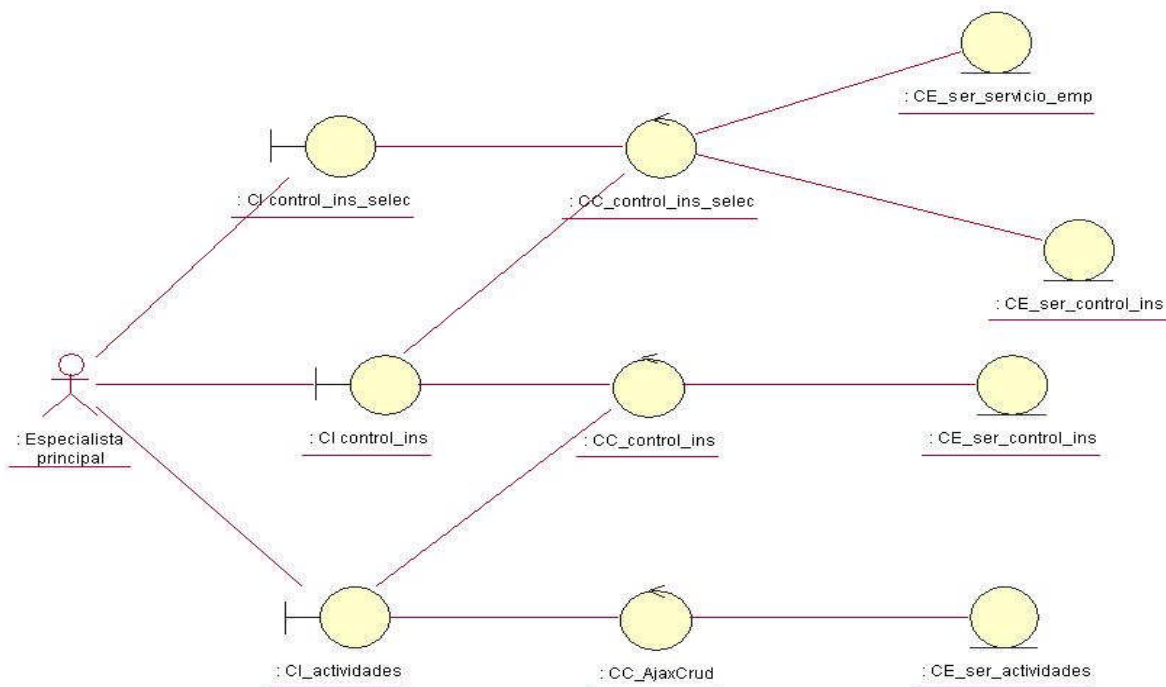 : CE_ser_servicio_emp
: CI control_ins_selec
: CC_control_ins_selec
: CE_ser_control_ins
: Especialista
principal
: CI control_ins
: CC_control_ins
: CE_ser_control_ins
: CI_actividades
: CC_AjaxCrud
: CE_ser_actividades